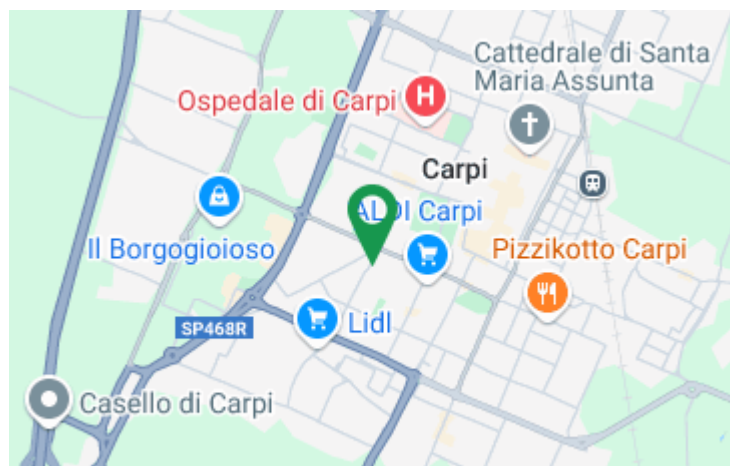 Cattedrale di Santa
Maria Assunta
Ospedale di Carpi
H
Carpi
ALDI Carpi
Il Borgogioioso
Pizzikotto Carpi
Lidl
SP468R
Casello di Carpi